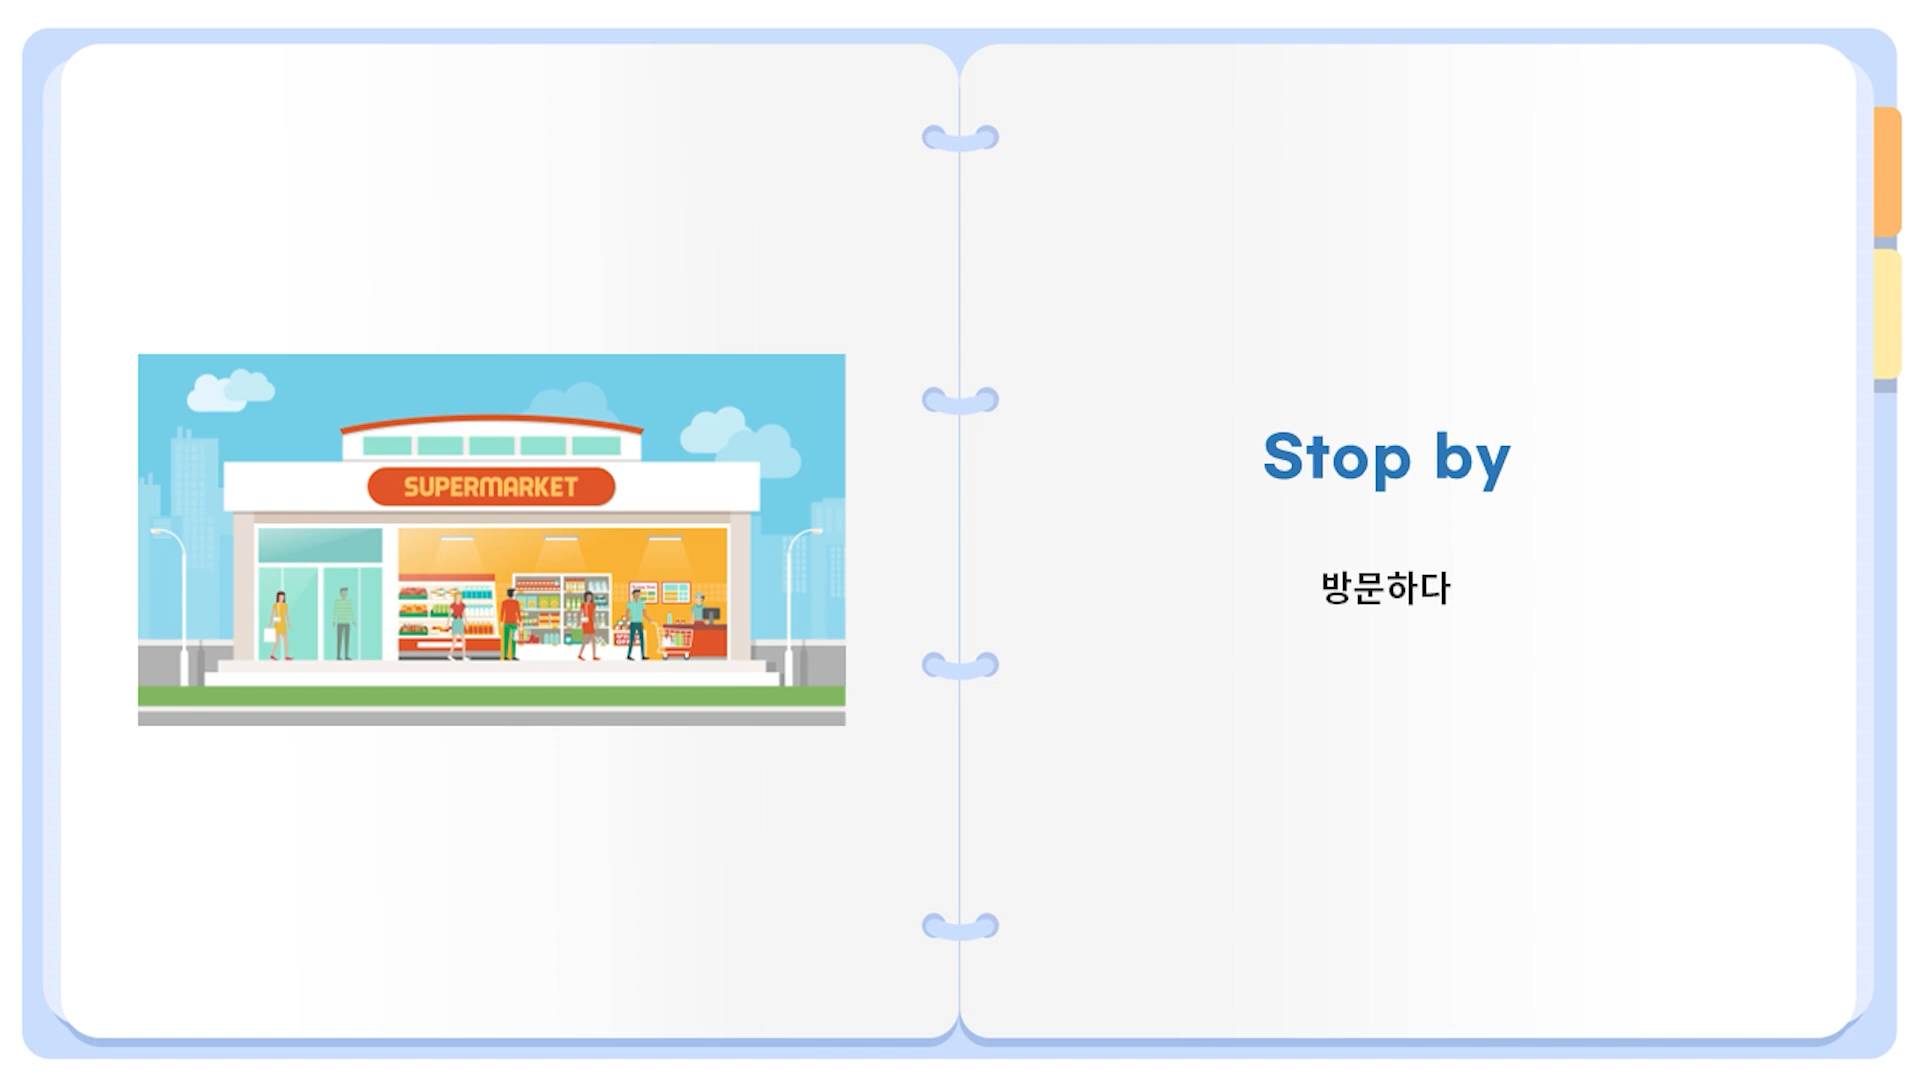 SUPERMARKET
Stop by
방문하다